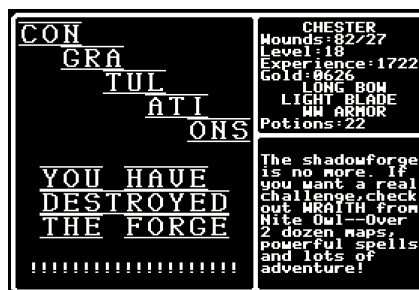 CON
GRA
TUL
ATI
ONS
YOU HAVE
DESTROYED
THE FORGE
!!!!!!!!!!!!!!!!!!!!
CHESTER
Wounds:82/27
Level:18
Experience:1722
Gold:0626
LONG BOW
LIGHT BLADE
WW ARMOR
Potions:22
The shadowforge
is no more. If
you want a real
challenge,check
out WRAITH from
Nite Owl--Over
2 dozen maps,
powerful spells
and lots of
adventure!